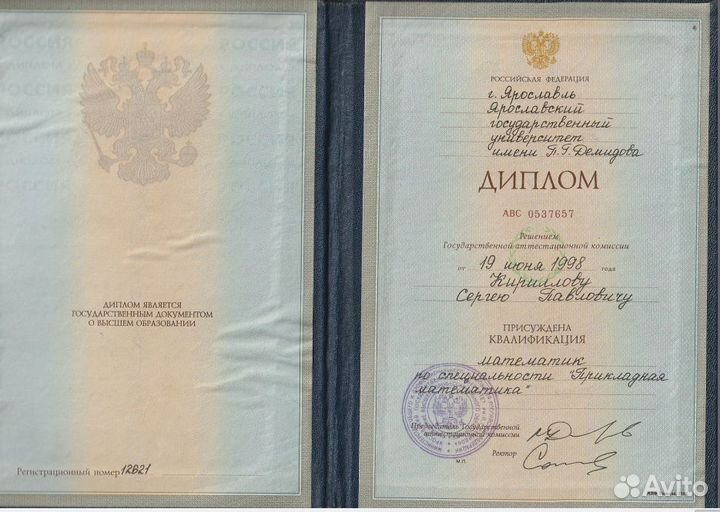 ДИПЛОМ ЯВЛЯЕТСЯ
ГОСУДАРСТВЕННЫМ ДОКУМЕНТОМ
О ВЫСШЕМ ОБРАЗОВАНИИ
Регистрационный номер 12821
РОССИЙСКАЯ ФЕДЕРАЦИЯ
г. Ярославль
Ярославский
государственный
университет
имени П.Г. Демидова
ДИПЛОМ
АВС 0537657
Решением
Государственной аттестационной комиссии
от 19 июня 1998 года
Кириллову
Сергею Павловичу
ПРИСУЖДЕНА
КВАЛИФИКАЦИЯ
математик
по специальности "Прикладная
математика"
Председатель Государственной
аттестационной комиссии
Ректор
М.П.
Avito